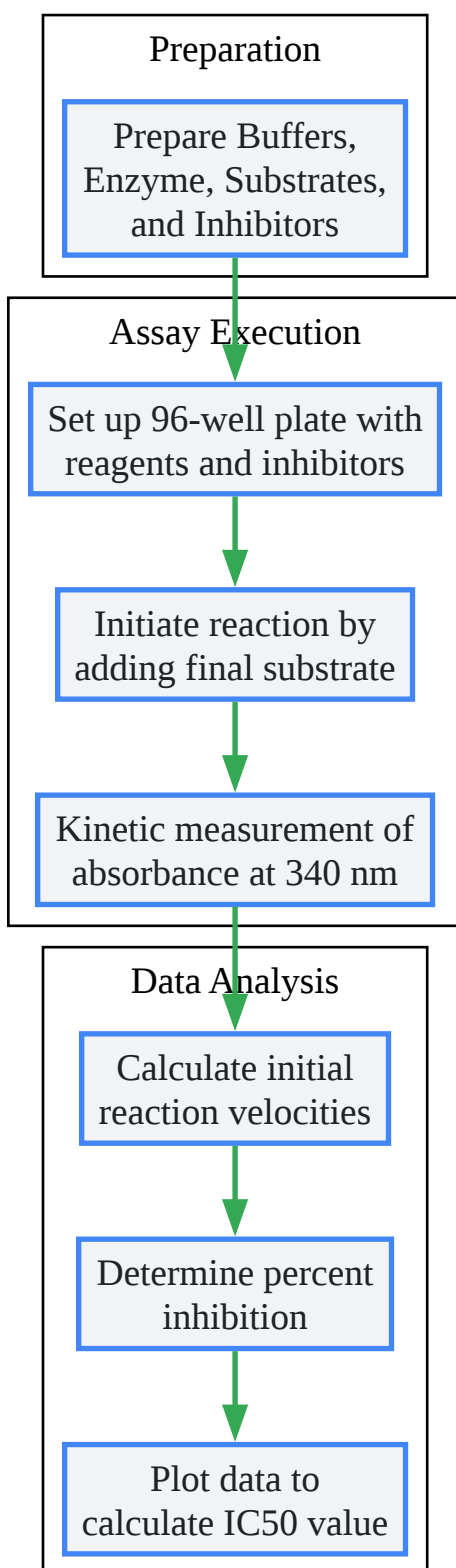 Preparation
Prepare Buffers,
Enzyme, Substrates,
and Inhibitors
Assay Execution
Set up 96-well plate with
reagents and inhibitors
Initiate reaction by
adding final substrate
Kinetic measurement of
absorbance at 340 nm
Data Analysis
Calculate initial
reaction velocities
Determine percent
inhibition
Plot data to
calculate IC50 value